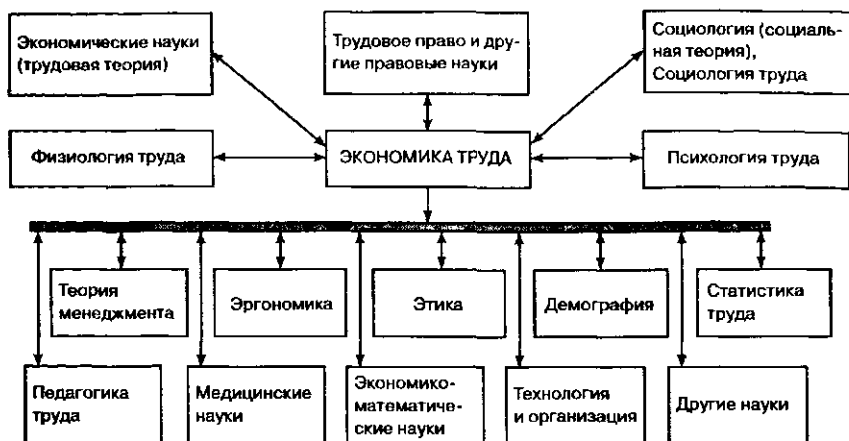 Экономические науки
(трудовая теория)
Трудовое право и дру-
гие правовые науки
Социология (социаль-
ная теория),
Социология труда
Физиология труда
ЭКОНОМИКА ТРУДА
Психология труда
Теория
менеджмента
Эргономика
Этика
Демография
Статистика
труда
Педагогика
труда
Медицинские
науки
Экономико-
математиче-
ские науки
Технология
и организация
Другие науки